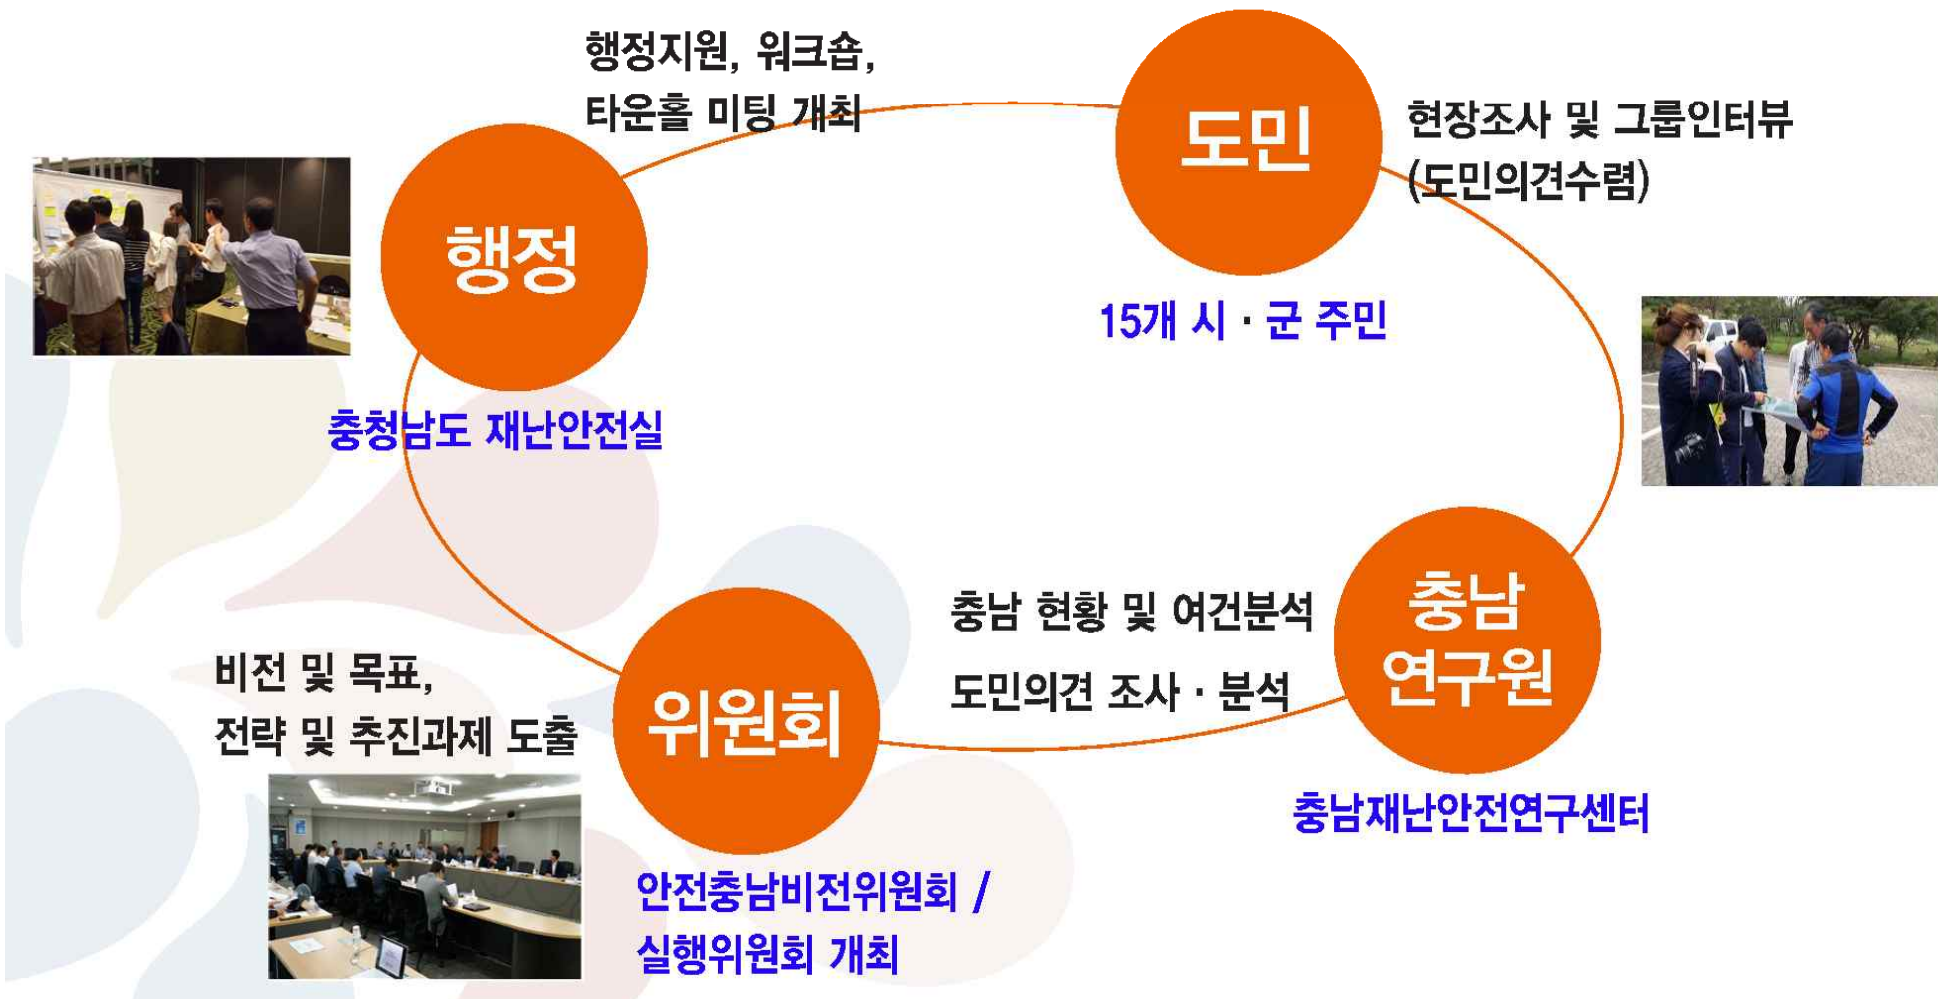 행정지원, 워크숍,
타운홀 미팅 개최
행정
충청남도 재난안전실
도민
15개 시 · 군 주민
현장조사 및 그룹인터뷰
(도민의견수렴)
충남
연구원
충남재난안전연구센터
충남 현황 및 여건분석
도민의견 조사 · 분석
위원회
안전충남비전위원회 /
실행위원회 개최
비전 및 목표,
전략 및 추진과제 도출